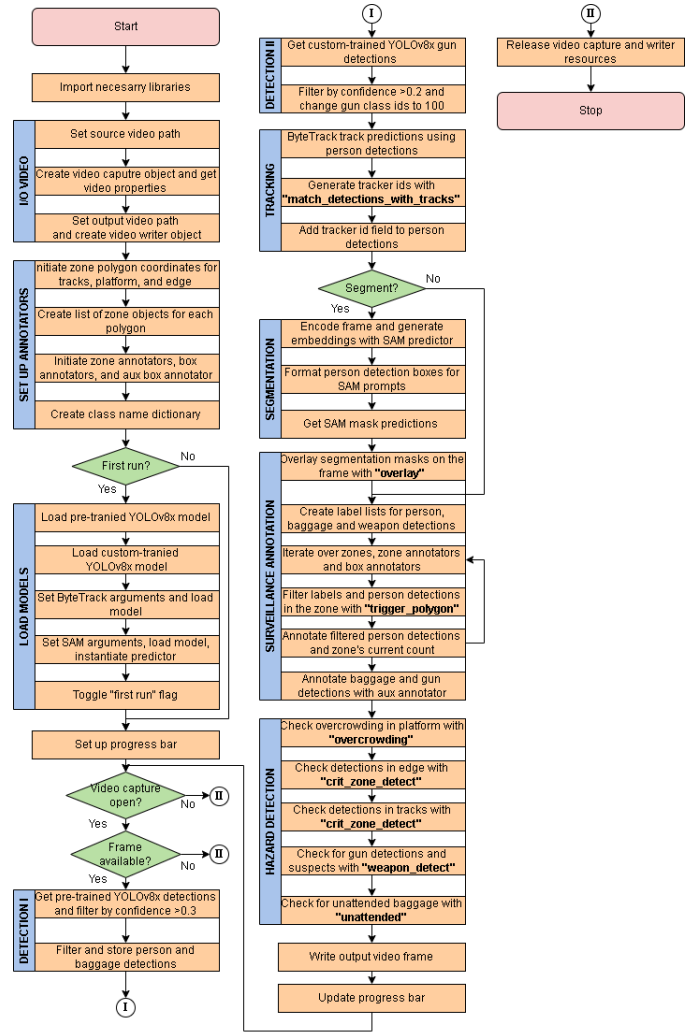 Start
Import necesarry libraries
I/O VIDEO
Set source video path
Create video caputre object and get
video properties
Set output video path
and create video writer object
SET UP ANNOTATORS
Initiate zone polygon coordinates for
tracks, platform, and edge
Create list of zone objects for each
polygon
Initiate zone annotators, box
annotators, and aux box annotator
Create class name dictionary
First run?
No
Yes
LOAD MODELS
Load pre-tranied YOLOv8x model
Load custom-tranied
YOLOv8x model
Set ByteTrack arguments and load
model
Set SAM arguments, load model,
instantiate predictor
Toggle "first run" flag
Set up progress bar
Video capture
open?
No
II
Yes
Frame
available?
No
II
Yes
DETECTION I
Get pre-trained YOLOv8x detections
and filter by confidence >0.3
Filter and store person and
baggage detections
I
I
DETECTION II
Get custom-trained YOLOv8x gun
detections
Filter by confidence >0.2 and
change gun class ids to 100
TRACKING
ByteTrack track predictions using
person detections
Generate tracker ids with
"match_detections_with_tracks"
Add tracker id field to person
detections
Segment?
No
Yes
SEGMENTATION
Encode frame and generate
embeddings with SAM predictor
Format person detection boxes for
SAM prompts
Get SAM mask predictions
SURVEILLANCE ANNOTATION
Overlay segmentation masks on the
frame with "overlay"
Create label lists for person,
baggage and weapon detections
Iterate over zones, zone annotators
and box annotators
Filter labels and person detections
in the zone with "trigger_polygon"
Annotate filtered person detections
and zone's current count
Annotate baggage and gun
detections with aux annotator
HAZARD DETECTION
Check overcrowding in platform with
"overcrowding"
Check detections in edge with
"crit_zone_detect"
Check detections in tracks with
"crit_zone_detect"
Check for gun detections and
suspects with "weapon_detect"
Check for unattended baggage with
"unattended"
Write output video frame
Update progress bar
II
Release video capture and writer
resources
Stop